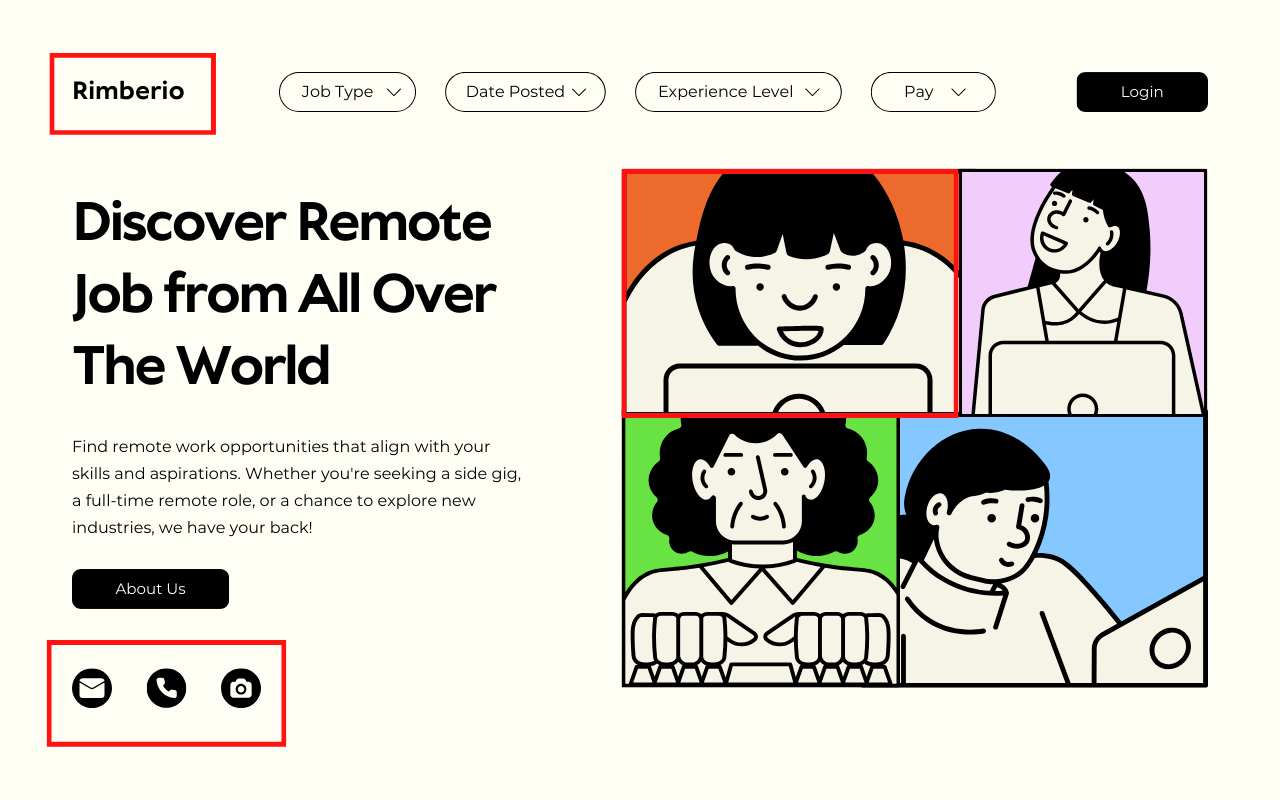 Rimberio
Job Type
Date Posted
Experience Level
Pay
Login
Discover Remote
Job from All Over
The World
Find remote work opportunities that align with your
skills and aspirations. Whether you're seeking a side gig,
a full-time remote role, or a chance to explore new
industries, we have your back!
About Us